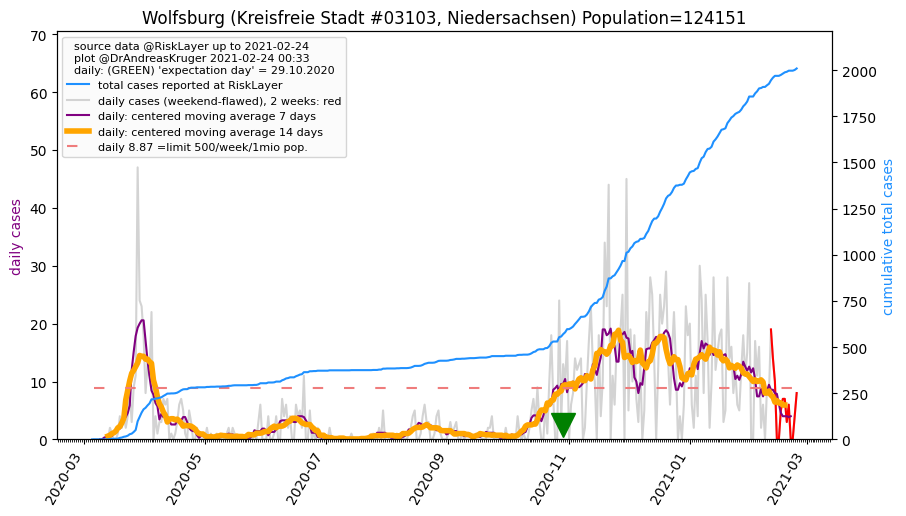 Wolfsburg (Kreisfreie Stadt #03103, Niedersachsen) Population=124151
source data @RiskLayer up to 2021-02-24
plot @DrAndreasKruger 2021-02-24 00:33
daily: (GREEN) 'expectation day' = 29.10.2020
total cases reported at RiskLayer
daily cases (weekend-flawed), 2 weeks: red
daily: centered moving average 7 days
daily: centered moving average 14 days
daily 8.87 =limit 500/week/1mio pop.
daily cases
70
60
50
40
30
20
10
0
cumulative total cases
2000
1750
1500
1250
1000
750
500
250
0
2020-03
2020-05
2020-07
2020-09
2020-11
2021-01
2021-03